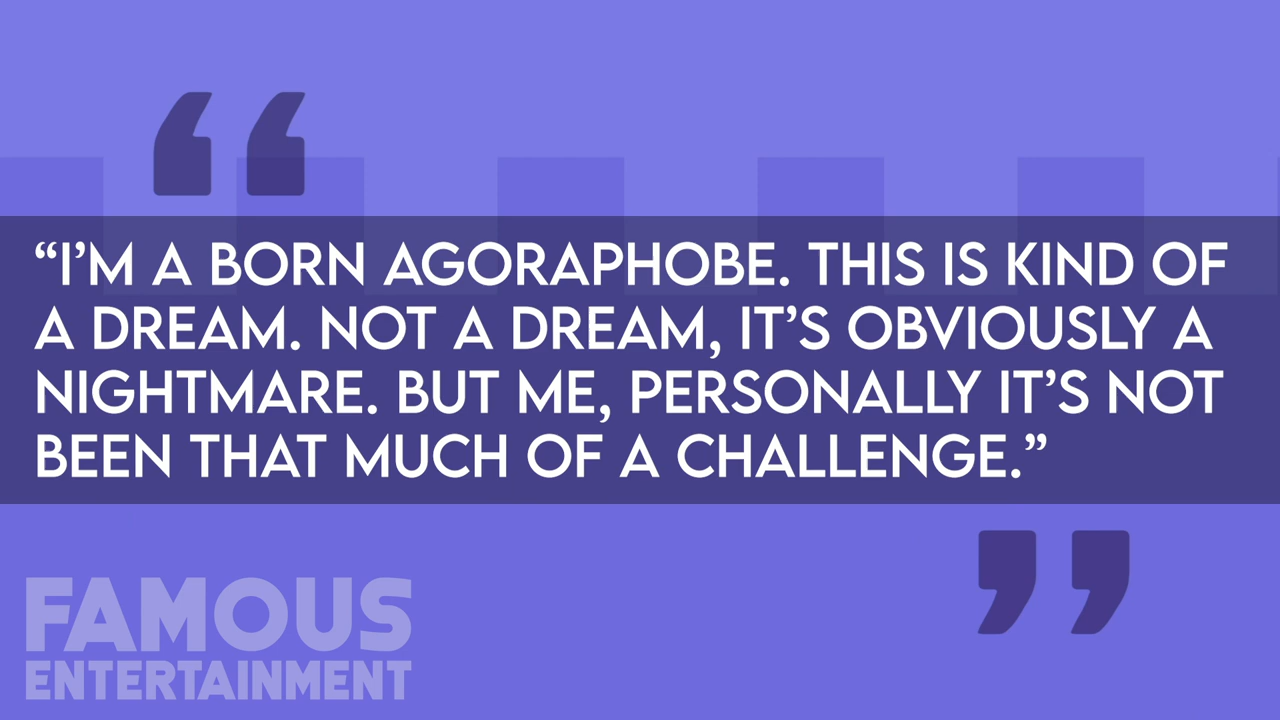 “I’M A BORN AGORAPHOBE. THIS IS KIND OF
A DREAM. NOT A DREAM, IT’S OBVIOUSLY A
NIGHTMARE. BUT ME, PERSONALLY IT’S NOT
BEEN THAT MUCH OF A CHALLENGE.”
FAMOUS
ENTERTAINMENT